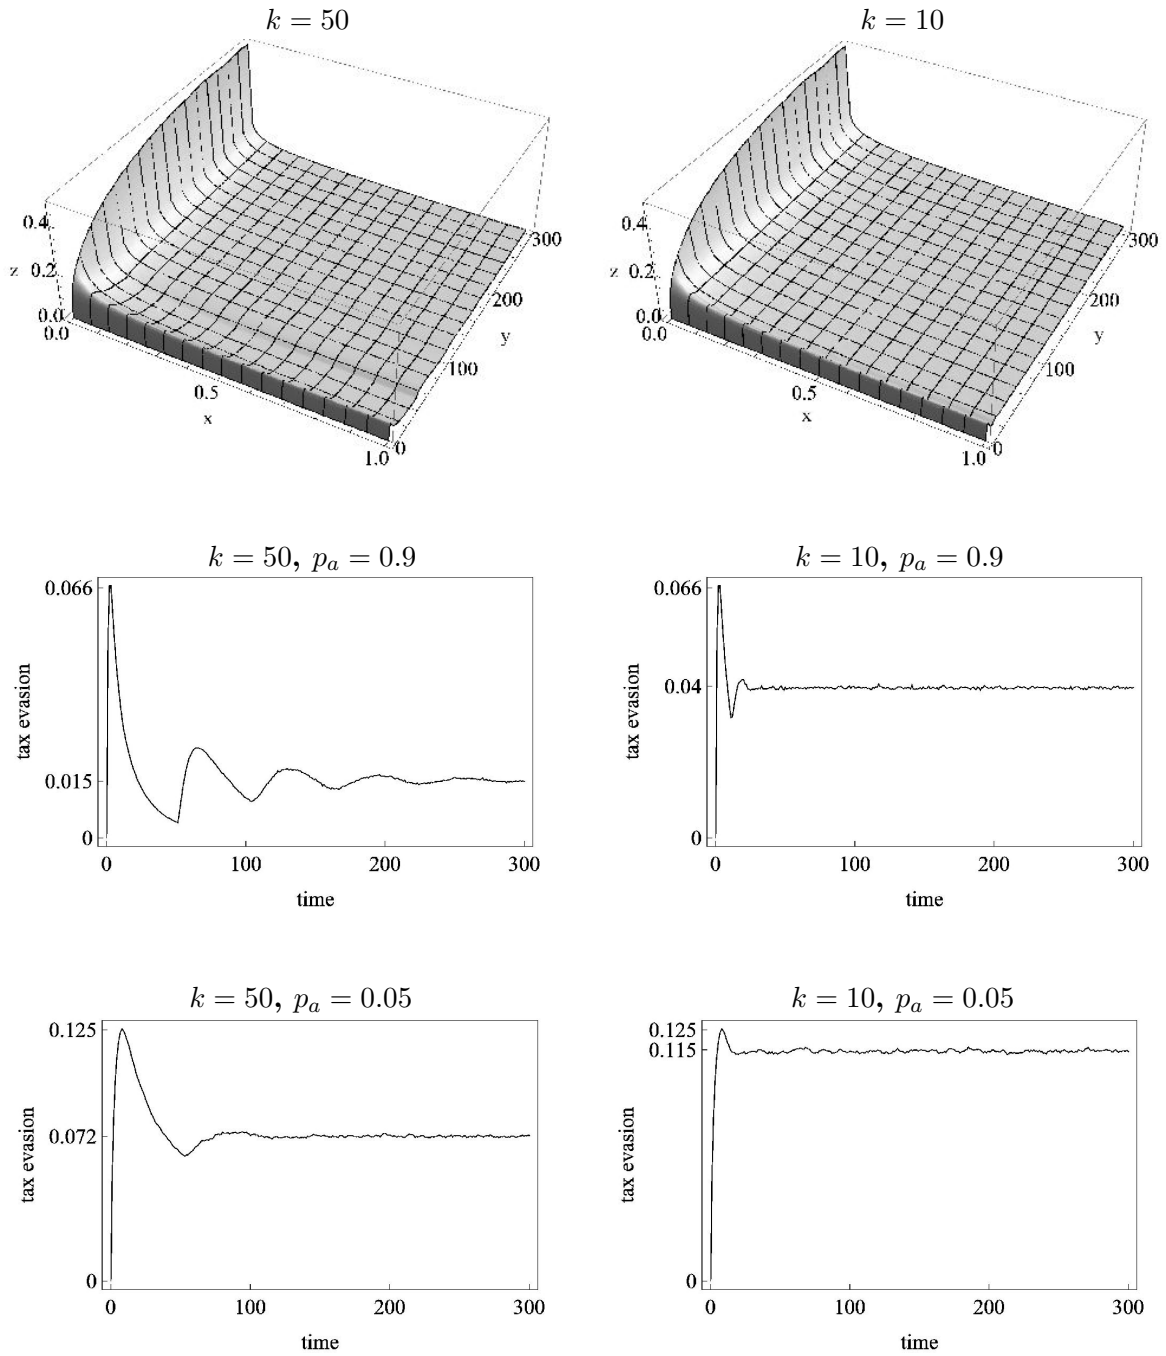 k = 50
k = 10
0.4
z 0.2
0.0
0.0
0.5
x
1.0
0
100
y
200
300
0.4
z 0.2
0.0
0.0
0.5
x
1.0
0
100
y
200
300
k = 50, p_a = 0.9
0.066
0.015
0
tax evasion
0 100 200 300
time
k = 10, p_a = 0.9
0.066
0.04
0
tax evasion
0 100 200 300
time
k = 50, p_a = 0.05
0.125
0.072
0
tax evasion
0 100 200 300
time
k = 10, p_a = 0.05
0.125
0.115
0
tax evasion
0 100 200 300
time